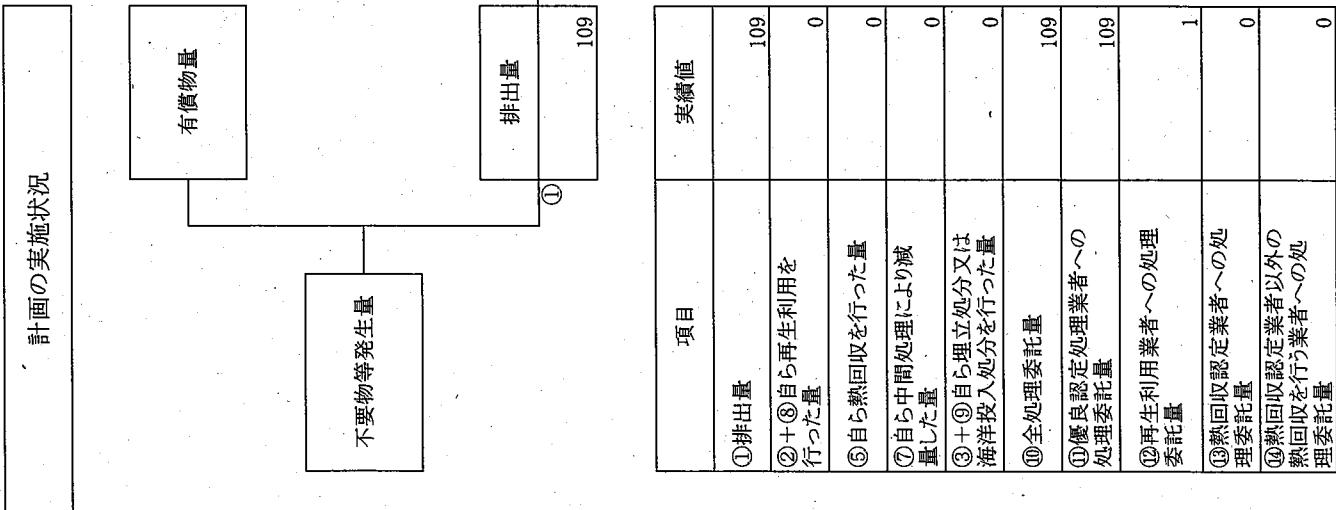 計画の実施状況
有償物量
不要物等発生量
排出量
①
109
項目
実績値
①排出量
109
②+⑧自ら再生利用を
行った量
0
⑤自ら熱回収を行った量
0
⑦自ら中間処理により減
量した量
0
③+⑨自ら埋立処分又は
海洋投入処分を行った量
0
⑩全処理委託量
109
⑪優良認定処理業者への
処理委託量
109
⑫再生利用業者への処理
委託量
1
⑬熱回収認定業者への処
理委託量
0
⑭熱回収認定業者以外の
熱回収を行う業者への処
理委託量
0